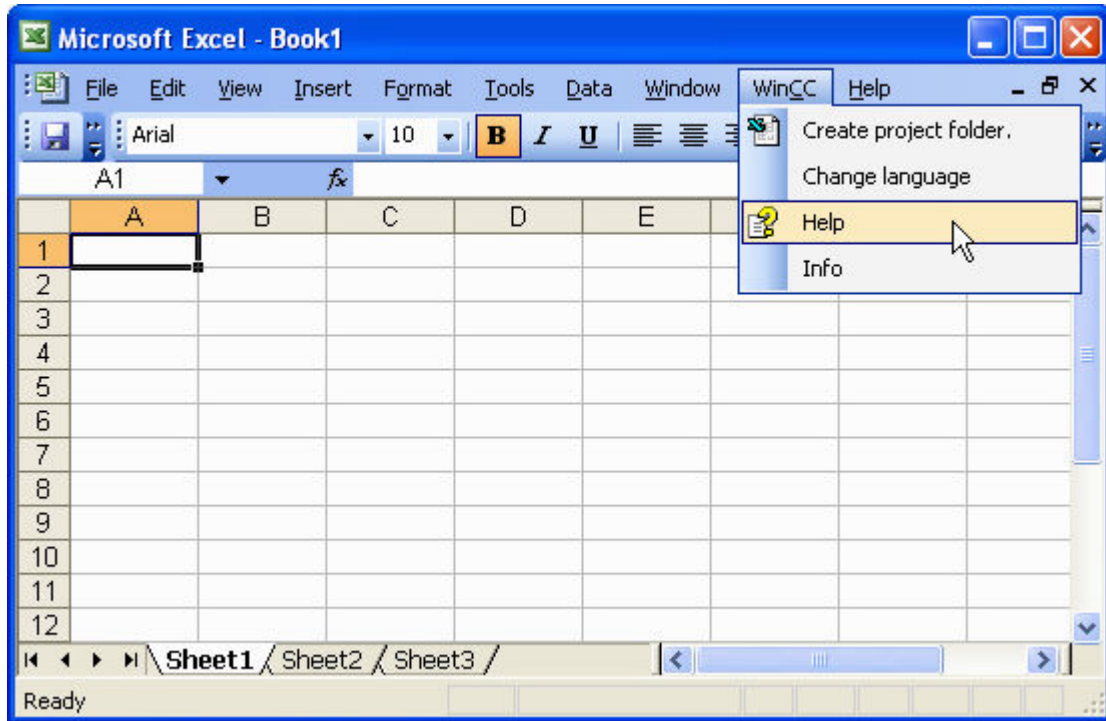 Microsoft Excel - Book1
File Edit View Insert Format Tools Data Window WinCC Help
Arial 10 B I U
Create project folder.
A1 fx
Change language
A B C D E
Help
1
Info
2
3
4
5
6
7
8
9
10
11
12
Sheet1 Sheet2 Sheet3
Ready